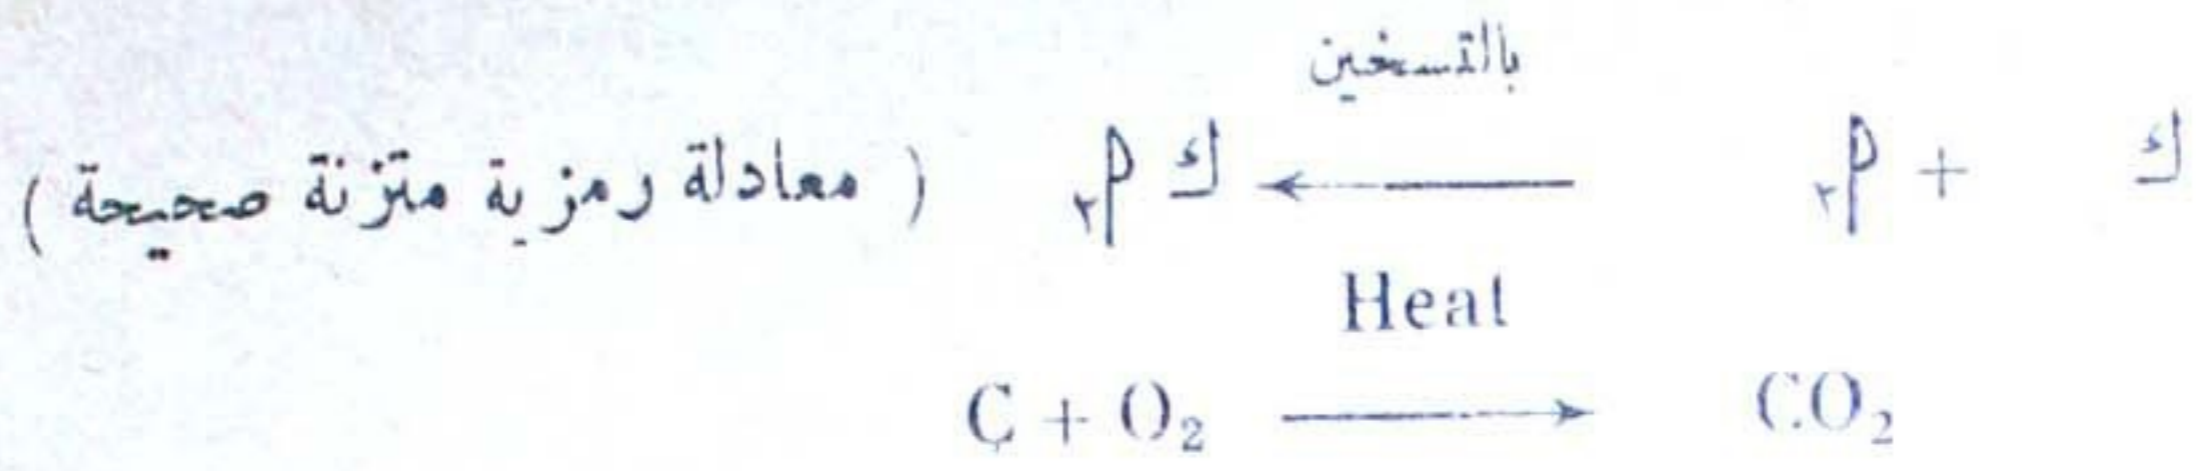 بالتسخين
ك + أ٢ ← ك أ٢ ( معادلة رمزية متزنة صحيحة )
Heat
C + O₂ → CO₂